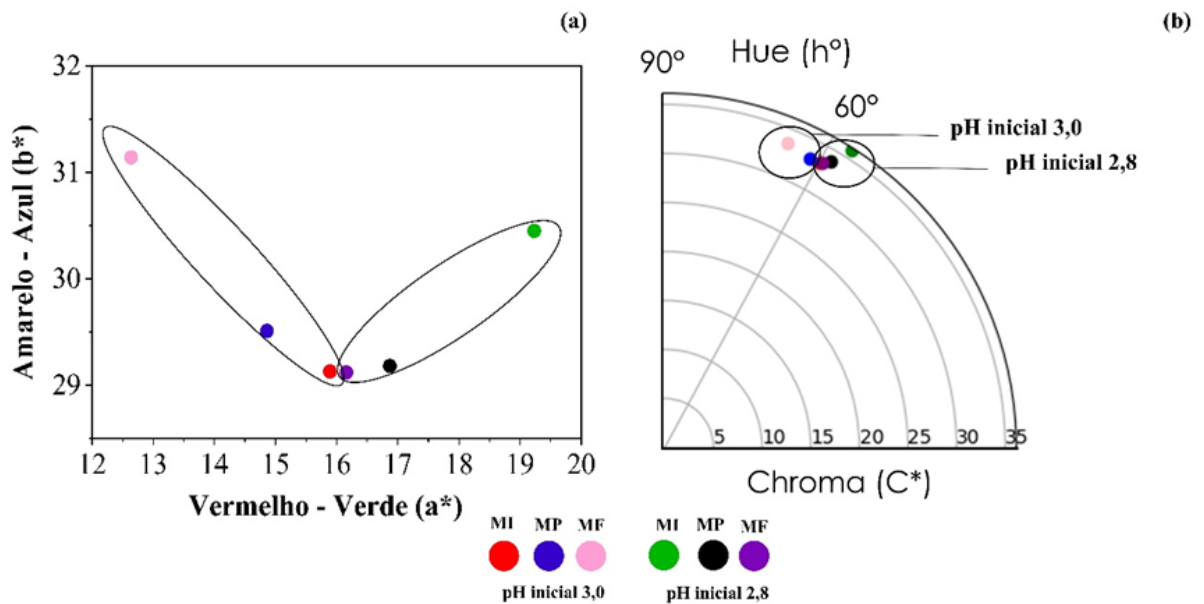 (a)
32
31
30
29
12 13 14 15 16 17 18 19 20
Amarelo - Azul (b*)
Vermelho - Verde (a*)
(b)
Hue (h°)
90°
60°
pH inicial 3,0
pH inicial 2,8
5 10 15 20 25 30 35
Chroma (C*)
MI MP MF MI MP MF
pH inicial 3,0 pH inicial 2,8